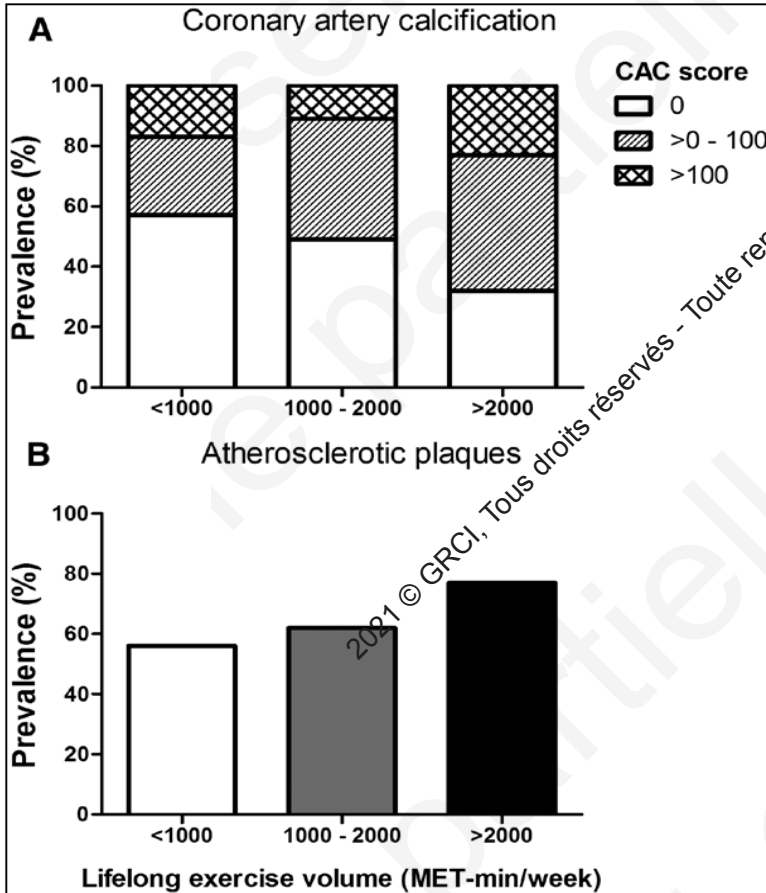 A
Coronary artery calcification
Prevalence (%)
100
80
60
40
20
0
<1000
1000 - 2000
>2000
CAC score
0
>0 - 100
>100
B
Atherosclerotic plaques
Prevalence (%)
100
80
60
40
20
0
<1000
1000 - 2000
>2000
Lifelong exercise volume (MET-min/week)
2021 © GRCI, Tous droits réservés - Toute